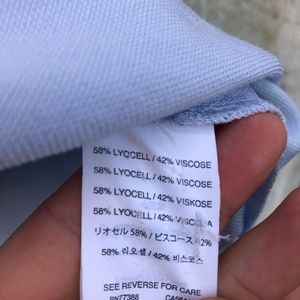 58% LYOCELL / 42% VISCOSE
58% LYOCELL / 42% VISCOSE
58% LYOCELL / 42% VISKOSE
58% LYOCELL / 42%
リオセル 58% / ビスコース 42%
58% 리오셀 / 42% 비스코스
SEE REVERSE FOR CARE
RN77388